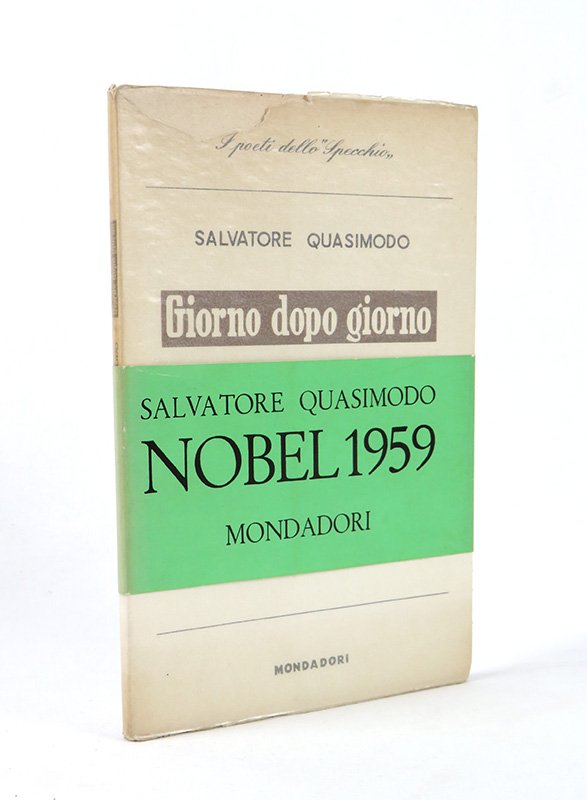 I poeti dello "Specchio„
SALVATORE QUASIMODO
Giorno dopo giorno
SALVATORE QUASIMODO
NOBEL 1959
MONDADORI
MONDADORI